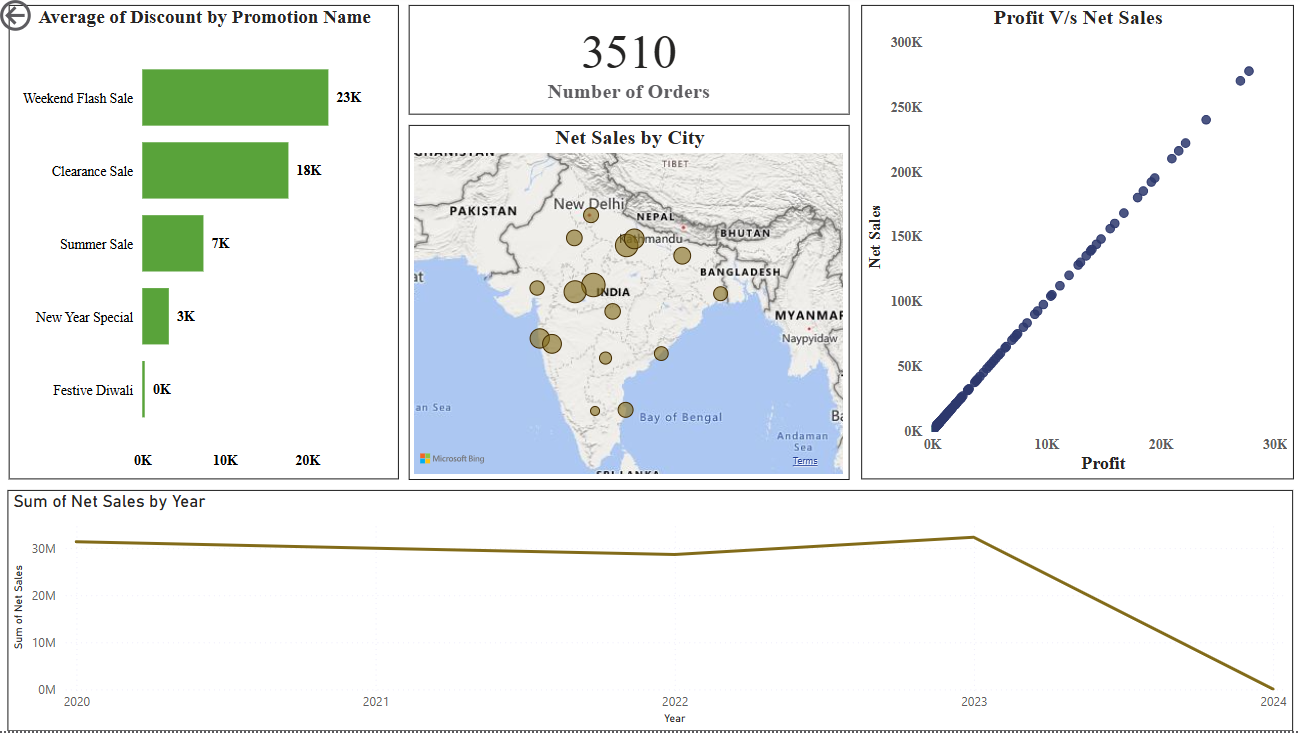 Average of Discount by Promotion Name
Weekend Flash Sale 23K
Clearance Sale 18K
Summer Sale 7K
New Year Special 3K
Festive Diwali 0K
0K 10K 20K
3510
Number of Orders
Net Sales by City
TIBET
PAKISTAN
New Delhi
NEPAL
BHUTAN
BANGLADESH
INDIA
MYANMAR
Naypyidaw
an Sea
Bay of Bengal
Andaman
Sea
Ba
Microsoft Bing
Terms
SRI LANKA
Profit V/s Net Sales
300K
250K
200K
150K
100K
50K
0K
Net Sales
0K 10K 20K 30K
Profit
Sum of Net Sales by Year
30M
20M
10M
0M
Sum of Net Sales
2020 2021 2022 2023 2024
Year